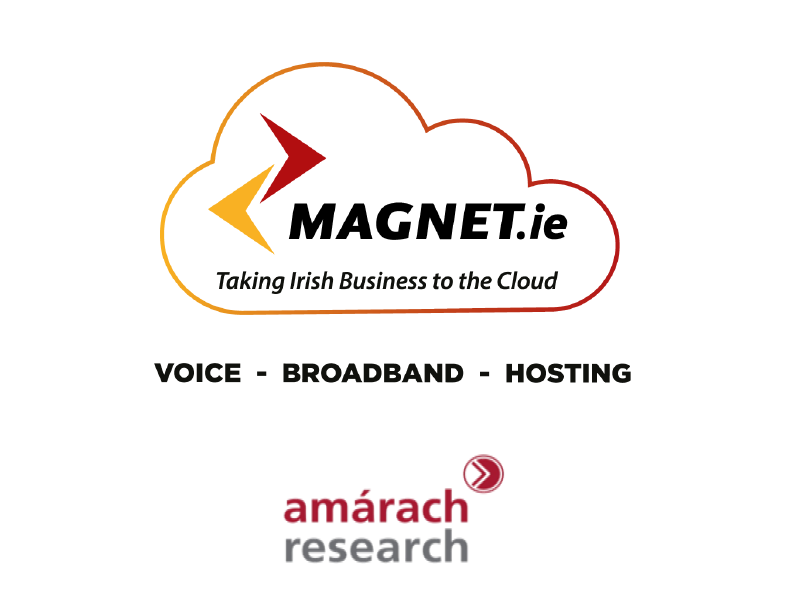 MAGNET.ie
Taking Irish Business to the Cloud
VOICE - BROADBAND - HOSTING
amárach
research